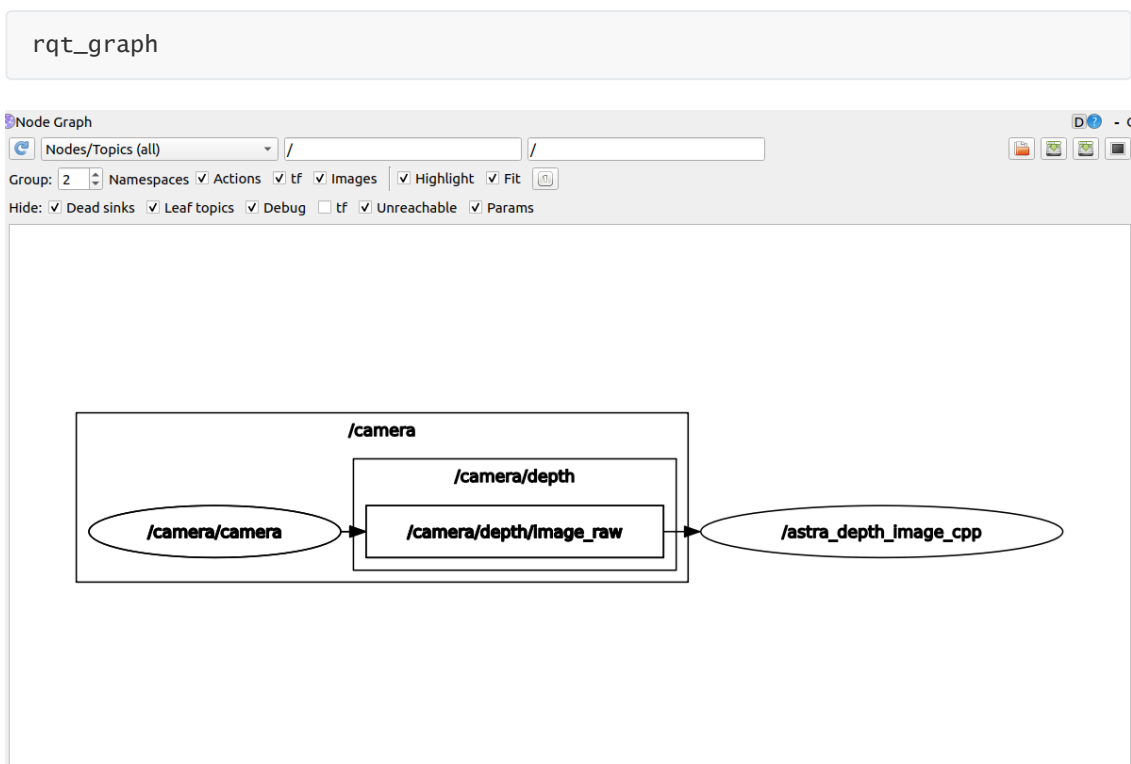 rqt_graph
Node Graph
D ? - C
Nodes/Topics (all) / /
Group: 2 Namespaces Actions tf Images Highlight Fit
Hide: Dead sinks Leaf topics Debug tf Unreachable Params
/camera
/camera/depth
/camera/camera /camera/depth/image_raw /astra_depth_image_cpp